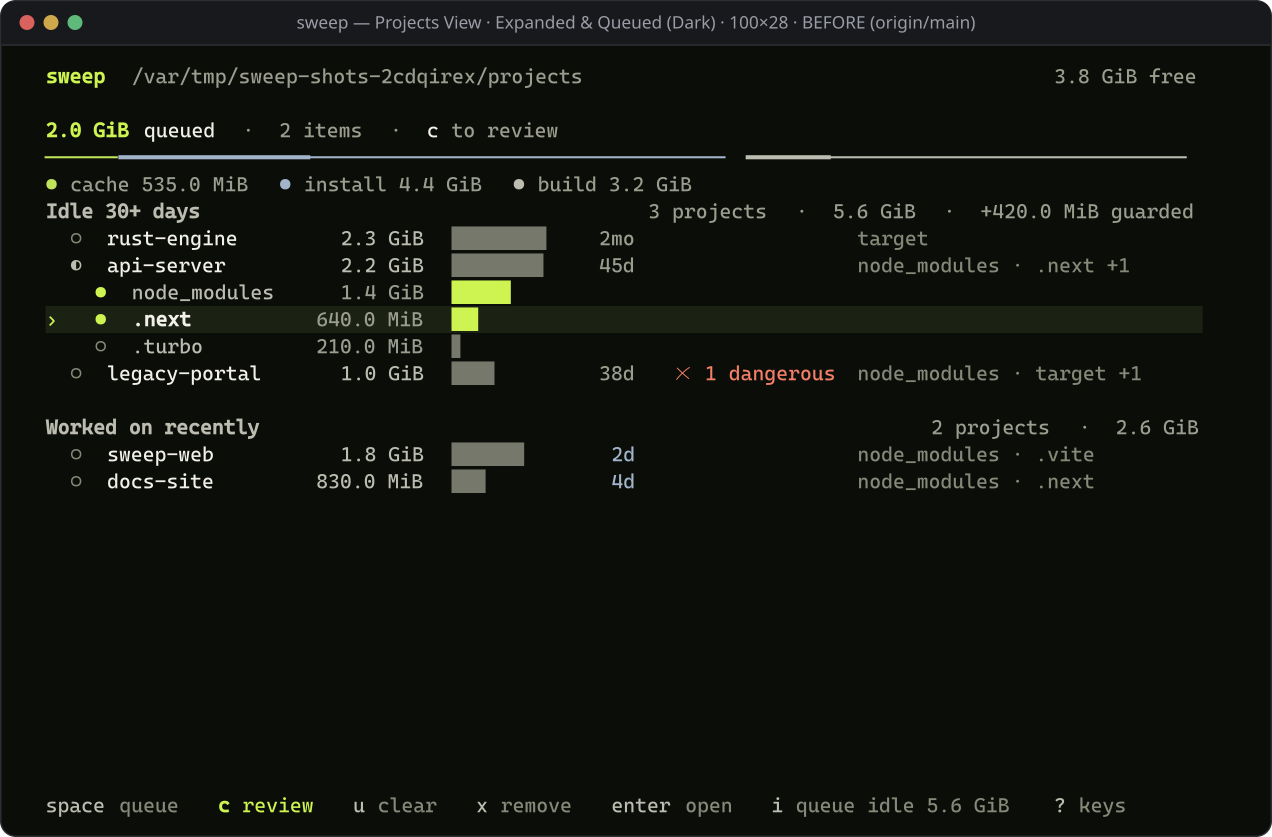 sweep — Projects View · Expanded & Queued (Dark) · 100×28 · BEFORE (origin/main)
sweep /var/tmp/sweep-shots-2cdqirex/projects 3.8 GiB free
2.0 GiB queued · 2 items · c to review
● cache 535.0 MiB ● install 4.4 GiB ● build 3.2 GiB
Idle 30+ days 3 projects · 5.6 GiB · +420.0 MiB guarded
○ rust-engine 2.3 GiB 2mo target
◐ api-server 2.2 GiB 45d node_modules · .next +1
● node_modules 1.4 GiB
› ● .next 640.0 MiB
○ .turbo 210.0 MiB
○ legacy-portal 1.0 GiB 38d × 1 dangerous node_modules · target +1
Worked on recently 2 projects · 2.6 GiB
○ sweep-web 1.8 GiB 2d node_modules · .vite
○ docs-site 830.0 MiB 4d node_modules · .next
space queue c review u clear x remove enter open i queue idle 5.6 GiB ? keys